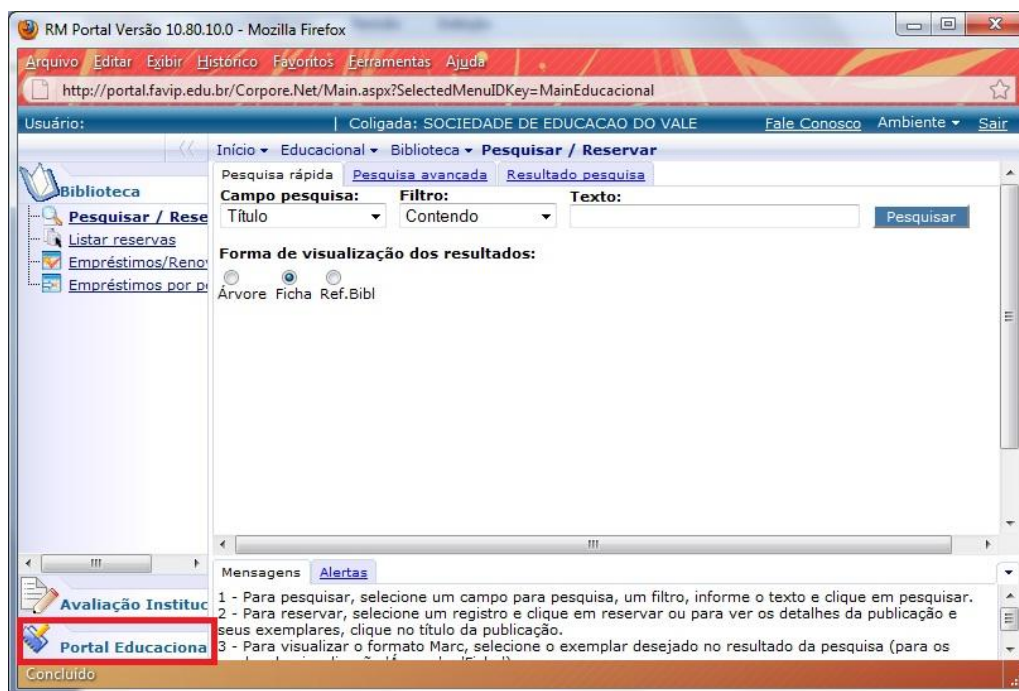 RM Portal Versão 10.80.10.0 - Mozilla Firefox
Arquivo Editar Exibir Histórico Favoritos Ferramentas Ajuda
http://portal.favip.edu.br/Corpore.Net/Main.aspx?SelectedMenuIDKey=MainEducacional
Usuário: | Coligada: SOCIEDADE DE EDUCACAO DO VALE Fale Conosco Ambiente Sair
Início Educacional Biblioteca Pesquisar / Reservar
Pesquisa rápida Pesquisa avançada Resultado pesquisa
Biblioteca
Pesquisar / Rese
Listar reservas
Empréstimos/Reno
Empréstimos por p
Campo pesquisa: Filtro: Texto:
Título Contendo Pesquisar
Forma de visualização dos resultados:
Árvore Ficha Ref.Bibl
Mensagens Alertas
Avaliação Instituc
Portal Educaciona
1 - Para pesquisar, selecione um campo para pesquisa, um filtro, informe o texto e clique em pesquisar.
2 - Para reservar, selecione um registro e clique em reservar ou para ver os detalhes da publicação e
seus exemplares, clique no título da publicação.
3 - Para visualizar o formato Marc, selecione o exemplar desejado no resultado da pesquisa (para os
Concluído